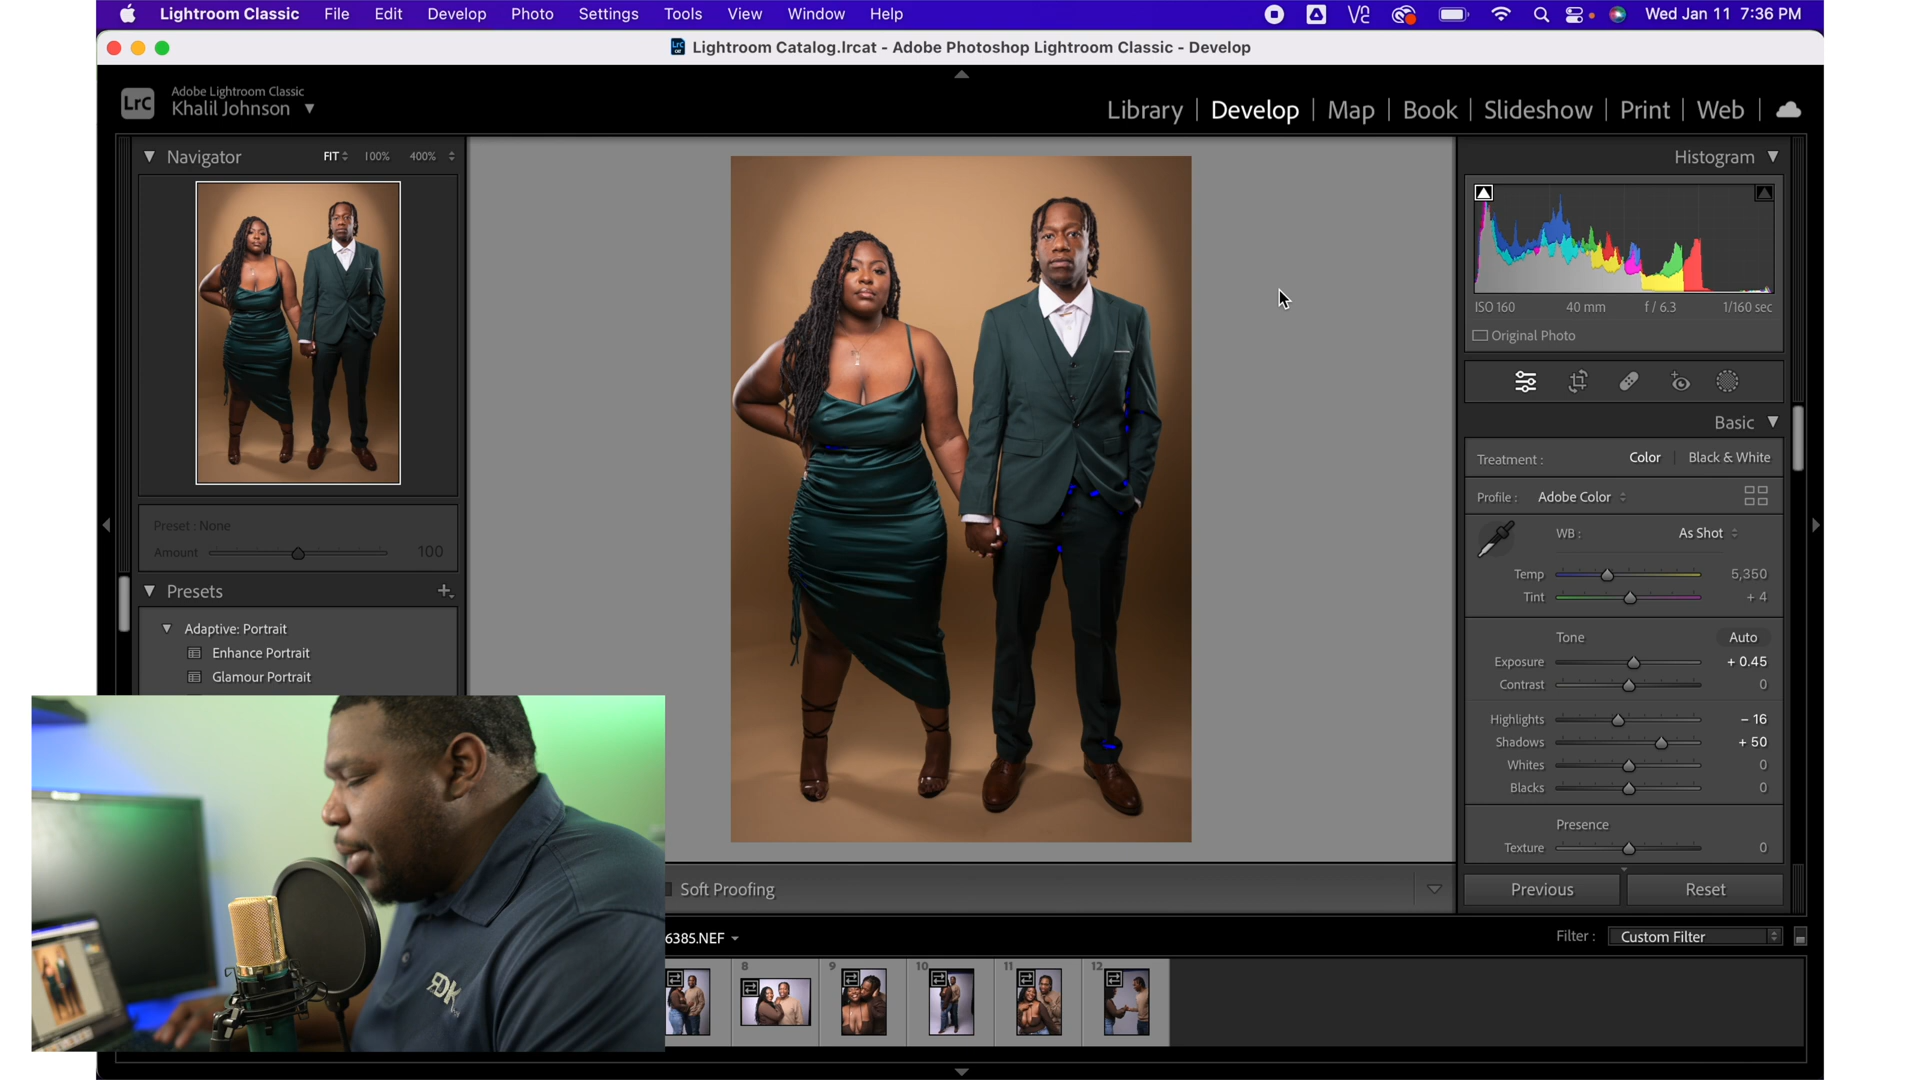 Lightroom Classic File Edit Develop Photo Settings Tools View Window Help Wed Jan 11 7:36 PM
Lightroom Catalog.lrcat - Adobe Photoshop Lightroom Classic - Develop
LrC
Adobe Lightroom Classic
Khalil Johnson
Library | Develop | Map | Book | Slideshow | Print | Web
Navigator FIT 100% 400%
Preset : None
Amount 100
Presets
Adaptive: Portrait
Enhance Portrait
Glamour Portrait
Histogram
ISO 160 40 mm f / 6.3 1/160 sec
Original Photo
Basic
Treatment : Color Black & White
Profile : Adobe Color
WB : As Shot
Temp 5,350
Tint + 4
Tone Auto
Exposure + 0.45
Contrast 0
Highlights – 16
Shadows + 50
Whites 0
Blacks 0
Presence
Texture 0
Previous Reset
Soft Proofing
6385.NEF
Filter : Custom Filter
8 9 10 11 12
RDK